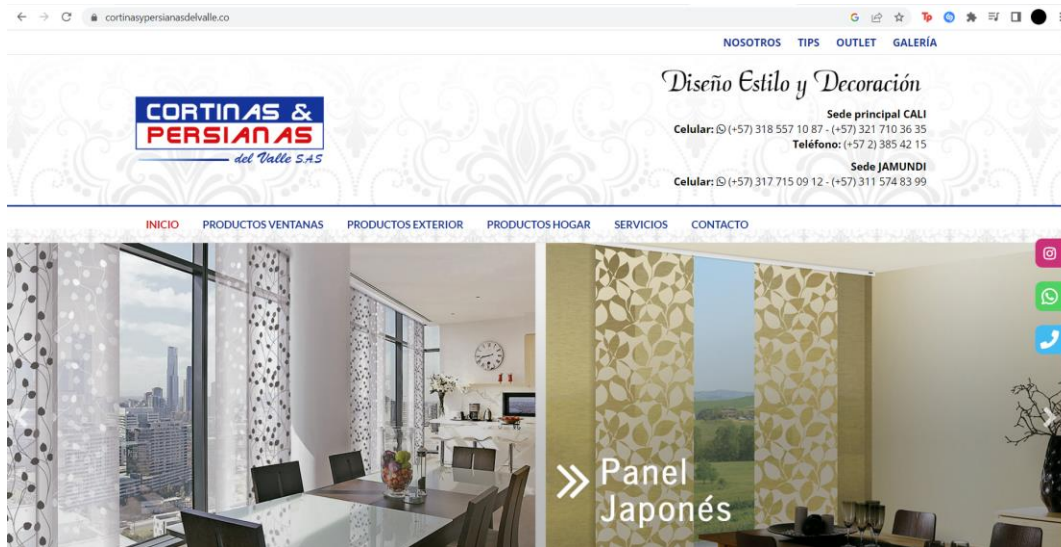 cortinasypersianasdelvalle.co
NOSOTROS TIPS OUTLET GALERÍA
CORTINAS &
PERSIANAS
del Valle S.A.S
Diseño Estilo y Decoración
Sede principal CALI
Celular: (+57) 318 557 10 87 - (+57) 321 710 36 35
Teléfono: (+57 2) 385 42 15
Sede JAMUNDI
Celular: (+57) 317 715 09 12 - (+57) 311 574 83 99
INICIO PRODUCTOS VENTANAS PRODUCTOS EXTERIOR PRODUCTOS HOGAR SERVICIOS CONTACTO
Panel
Japonés